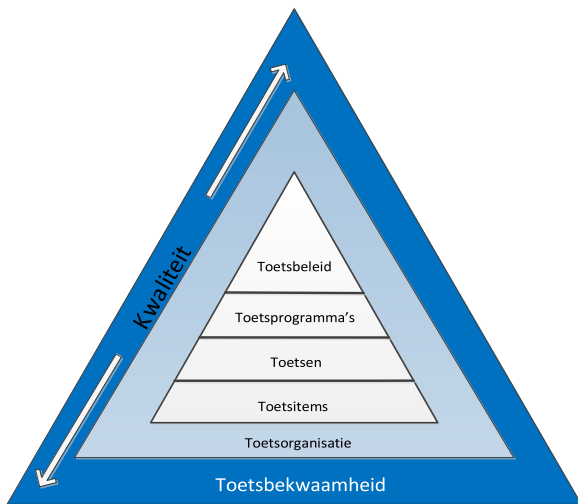 Kwaliteit
Toetsbeleid
Toetsprogramma's
Toetsen
Toetsitems
Toetsorganisatie
Toetsbekwaamheid